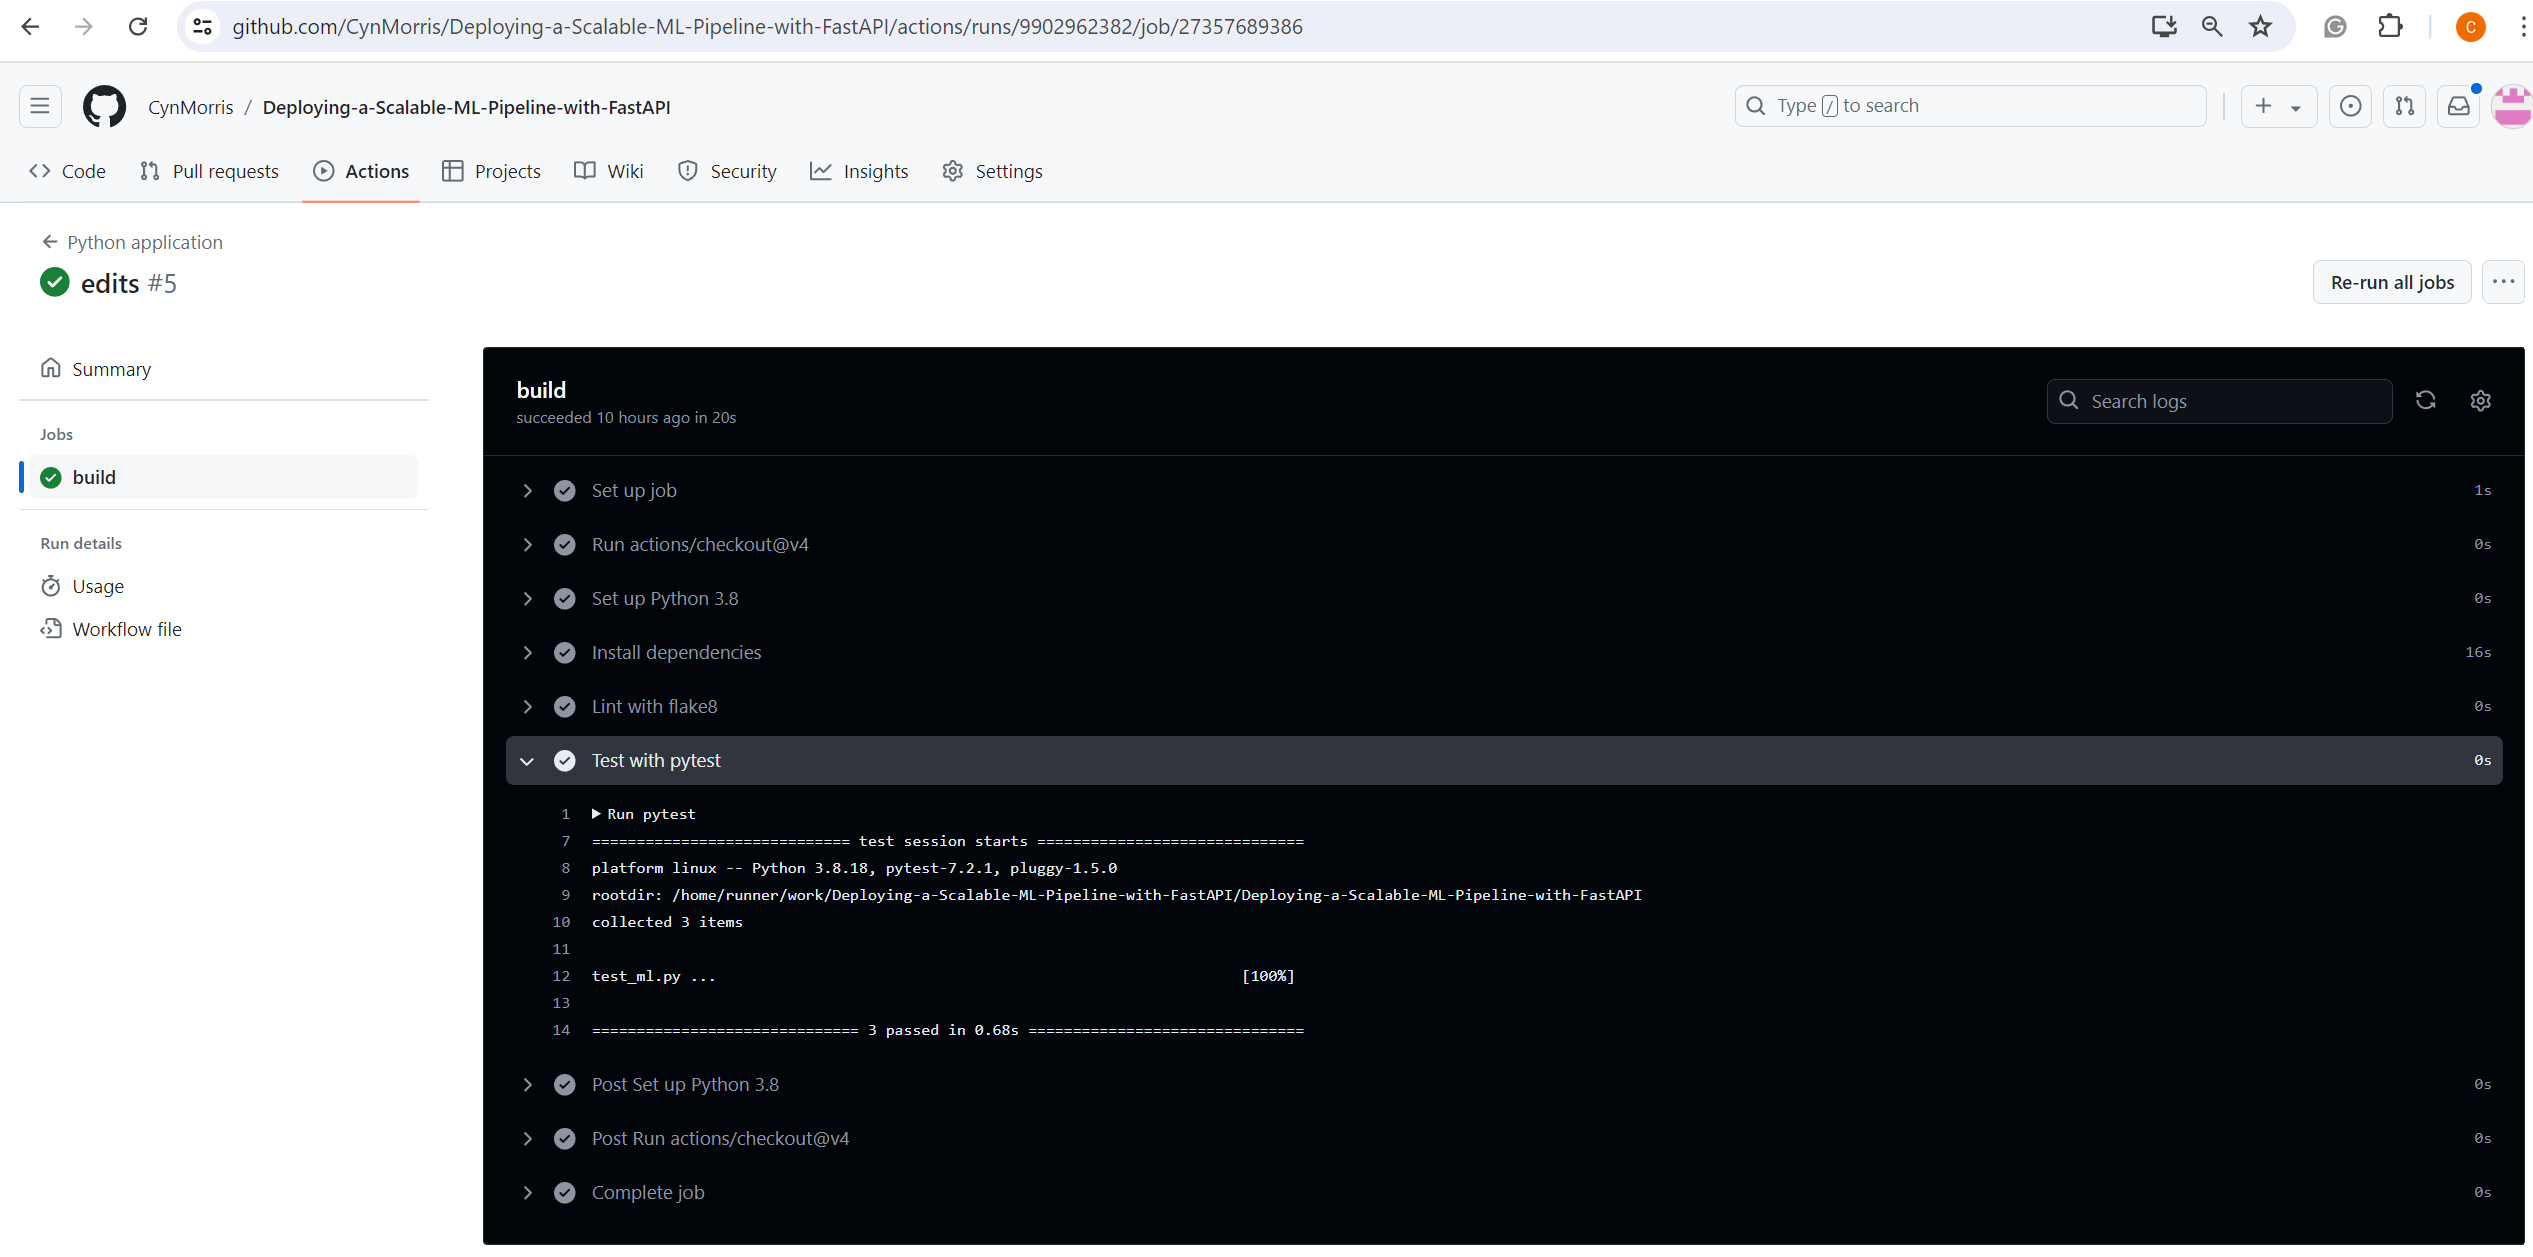 github.com/CynMorris/Deploying-a-Scalable-ML-Pipeline-with-FastAPI/actions/runs/9902962382/job/27357689386
C
CynMorris / Deploying-a-Scalable-ML-Pipeline-with-FastAPI
Type / to search
Code Pull requests Actions Projects Wiki Security Insights Settings
Python application
edits #5
Re-run all jobs
Summary
Jobs
build
Run details
Usage
Workflow file
build
succeeded 10 hours ago in 20s
Search logs
Set up job 1s
Run actions/checkout@v4 0s
Set up Python 3.8 0s
Install dependencies 16s
Lint with flake8 0s
Test with pytest 0s
1 Run pytest
7 ============================= test session starts ==============================
8 platform linux -- Python 3.8.18, pytest-7.2.1, pluggy-1.5.0
9 rootdir: /home/runner/work/Deploying-a-Scalable-ML-Pipeline-with-FastAPI/Deploying-a-Scalable-ML-Pipeline-with-FastAPI
10 collected 3 items
11
12 test_ml.py ... [100%]
13
14 ============================== 3 passed in 0.68s ===============================
Post Set up Python 3.8 0s
Post Run actions/checkout@v4 0s
Complete job 0s